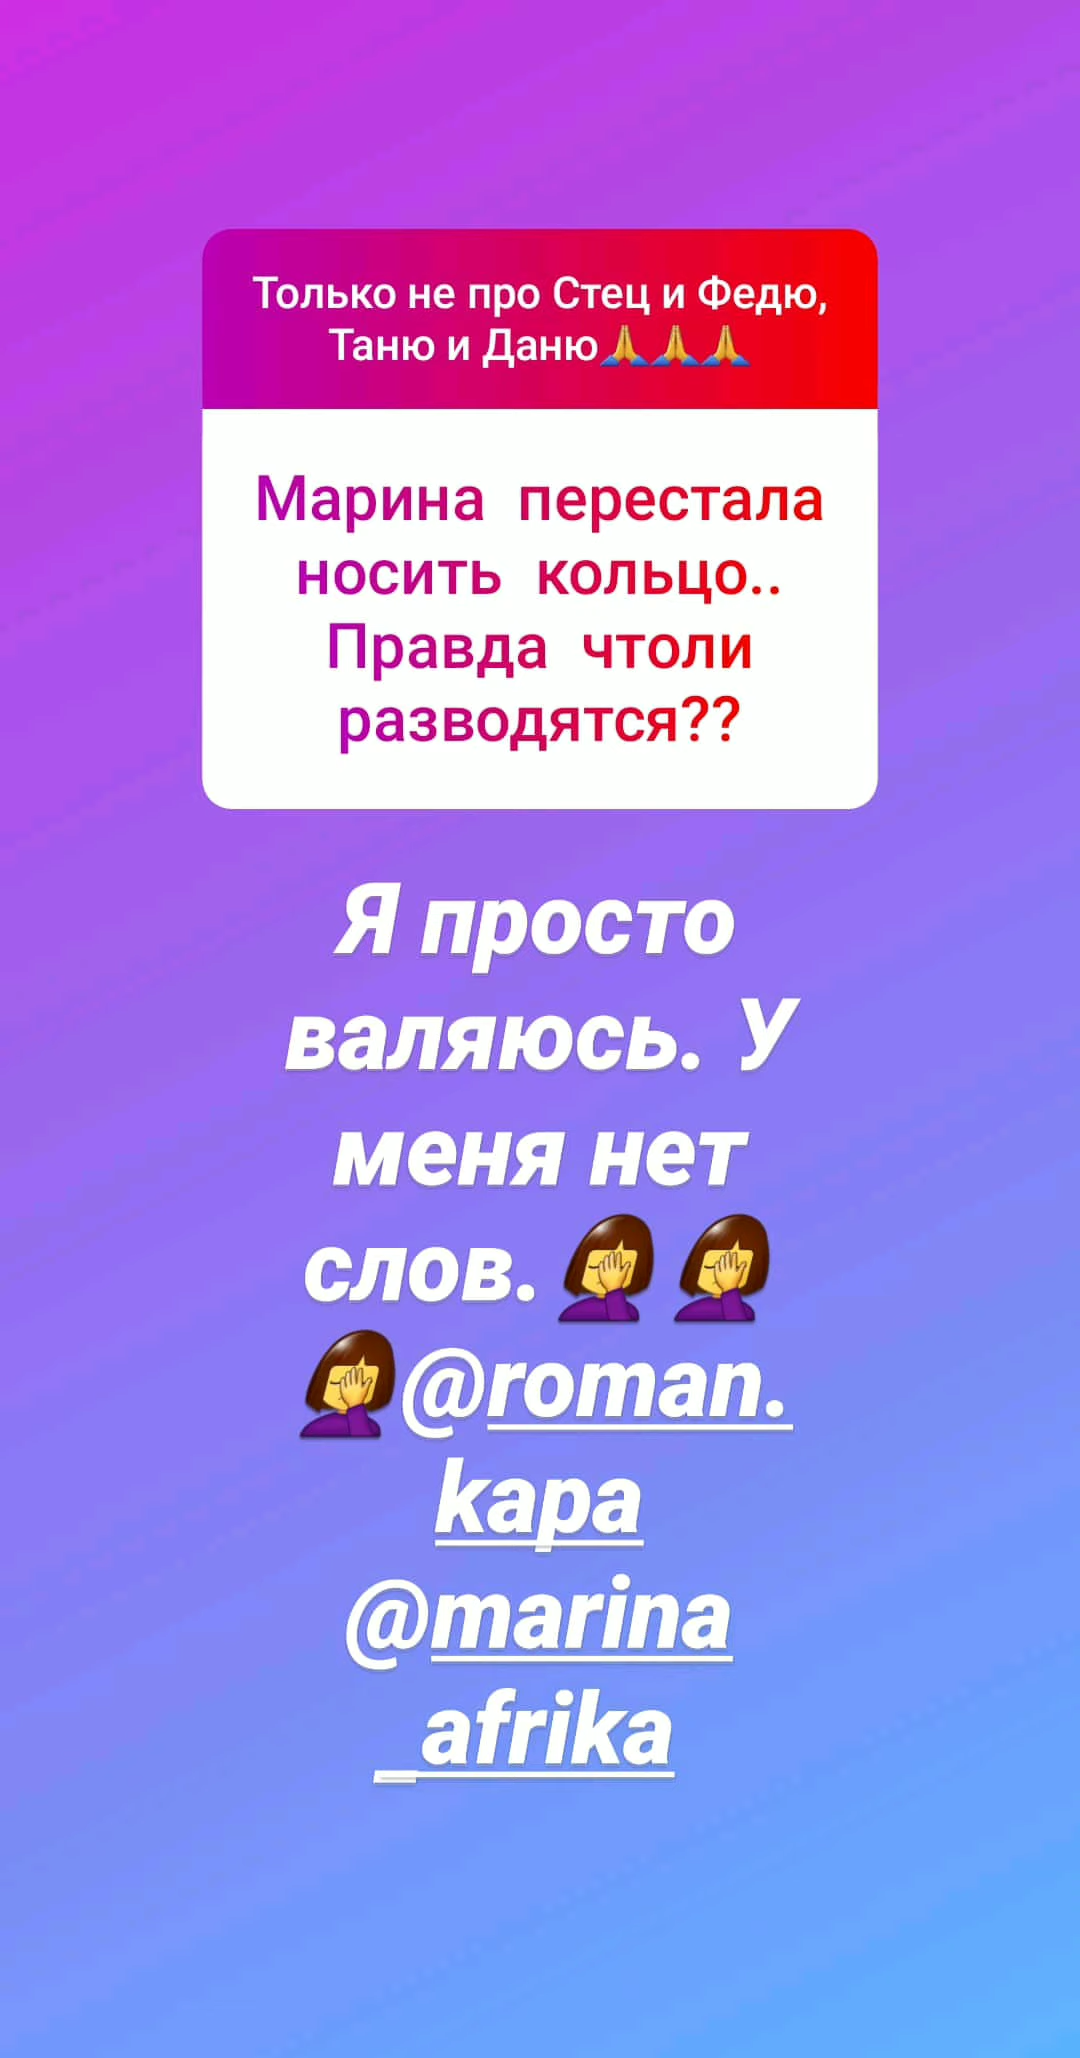 Только не про Стец и Федю,
Таню и Даню🙏🙏🙏
Марина перестала
носить кольцо..
Правда чтоли
разводятся??
Я просто
валяюсь. У
меня нет
слов.🤦‍♀️🤦‍♀️
🤦‍♀️@roman.
kapa
@marina
_afrika